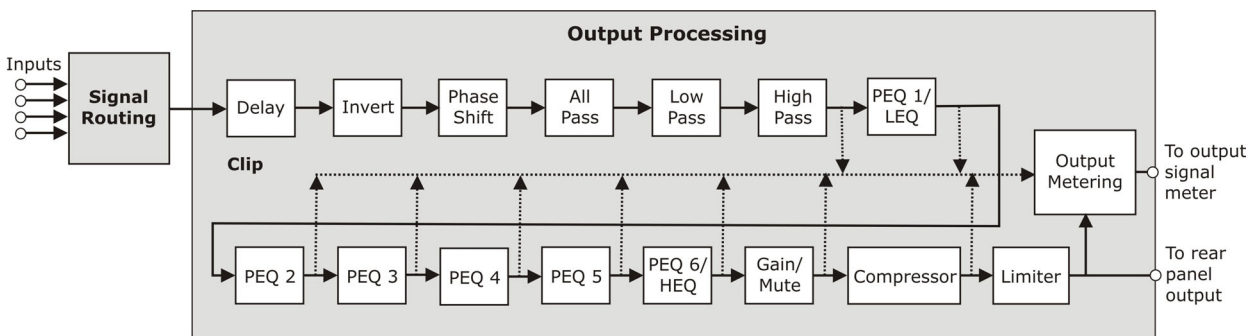 Output Processing
Inputs
Signal
Routing
Delay
Invert
Phase
Shift
All
Pass
Low
Pass
High
Pass
PEQ 1/
LEQ
Clip
Output
Metering
To output
signal
meter
PEQ 2
PEQ 3
PEQ 4
PEQ 5
PEQ 6/
HEQ
Gain/
Mute
Compressor
Limiter
To rear
panel
output